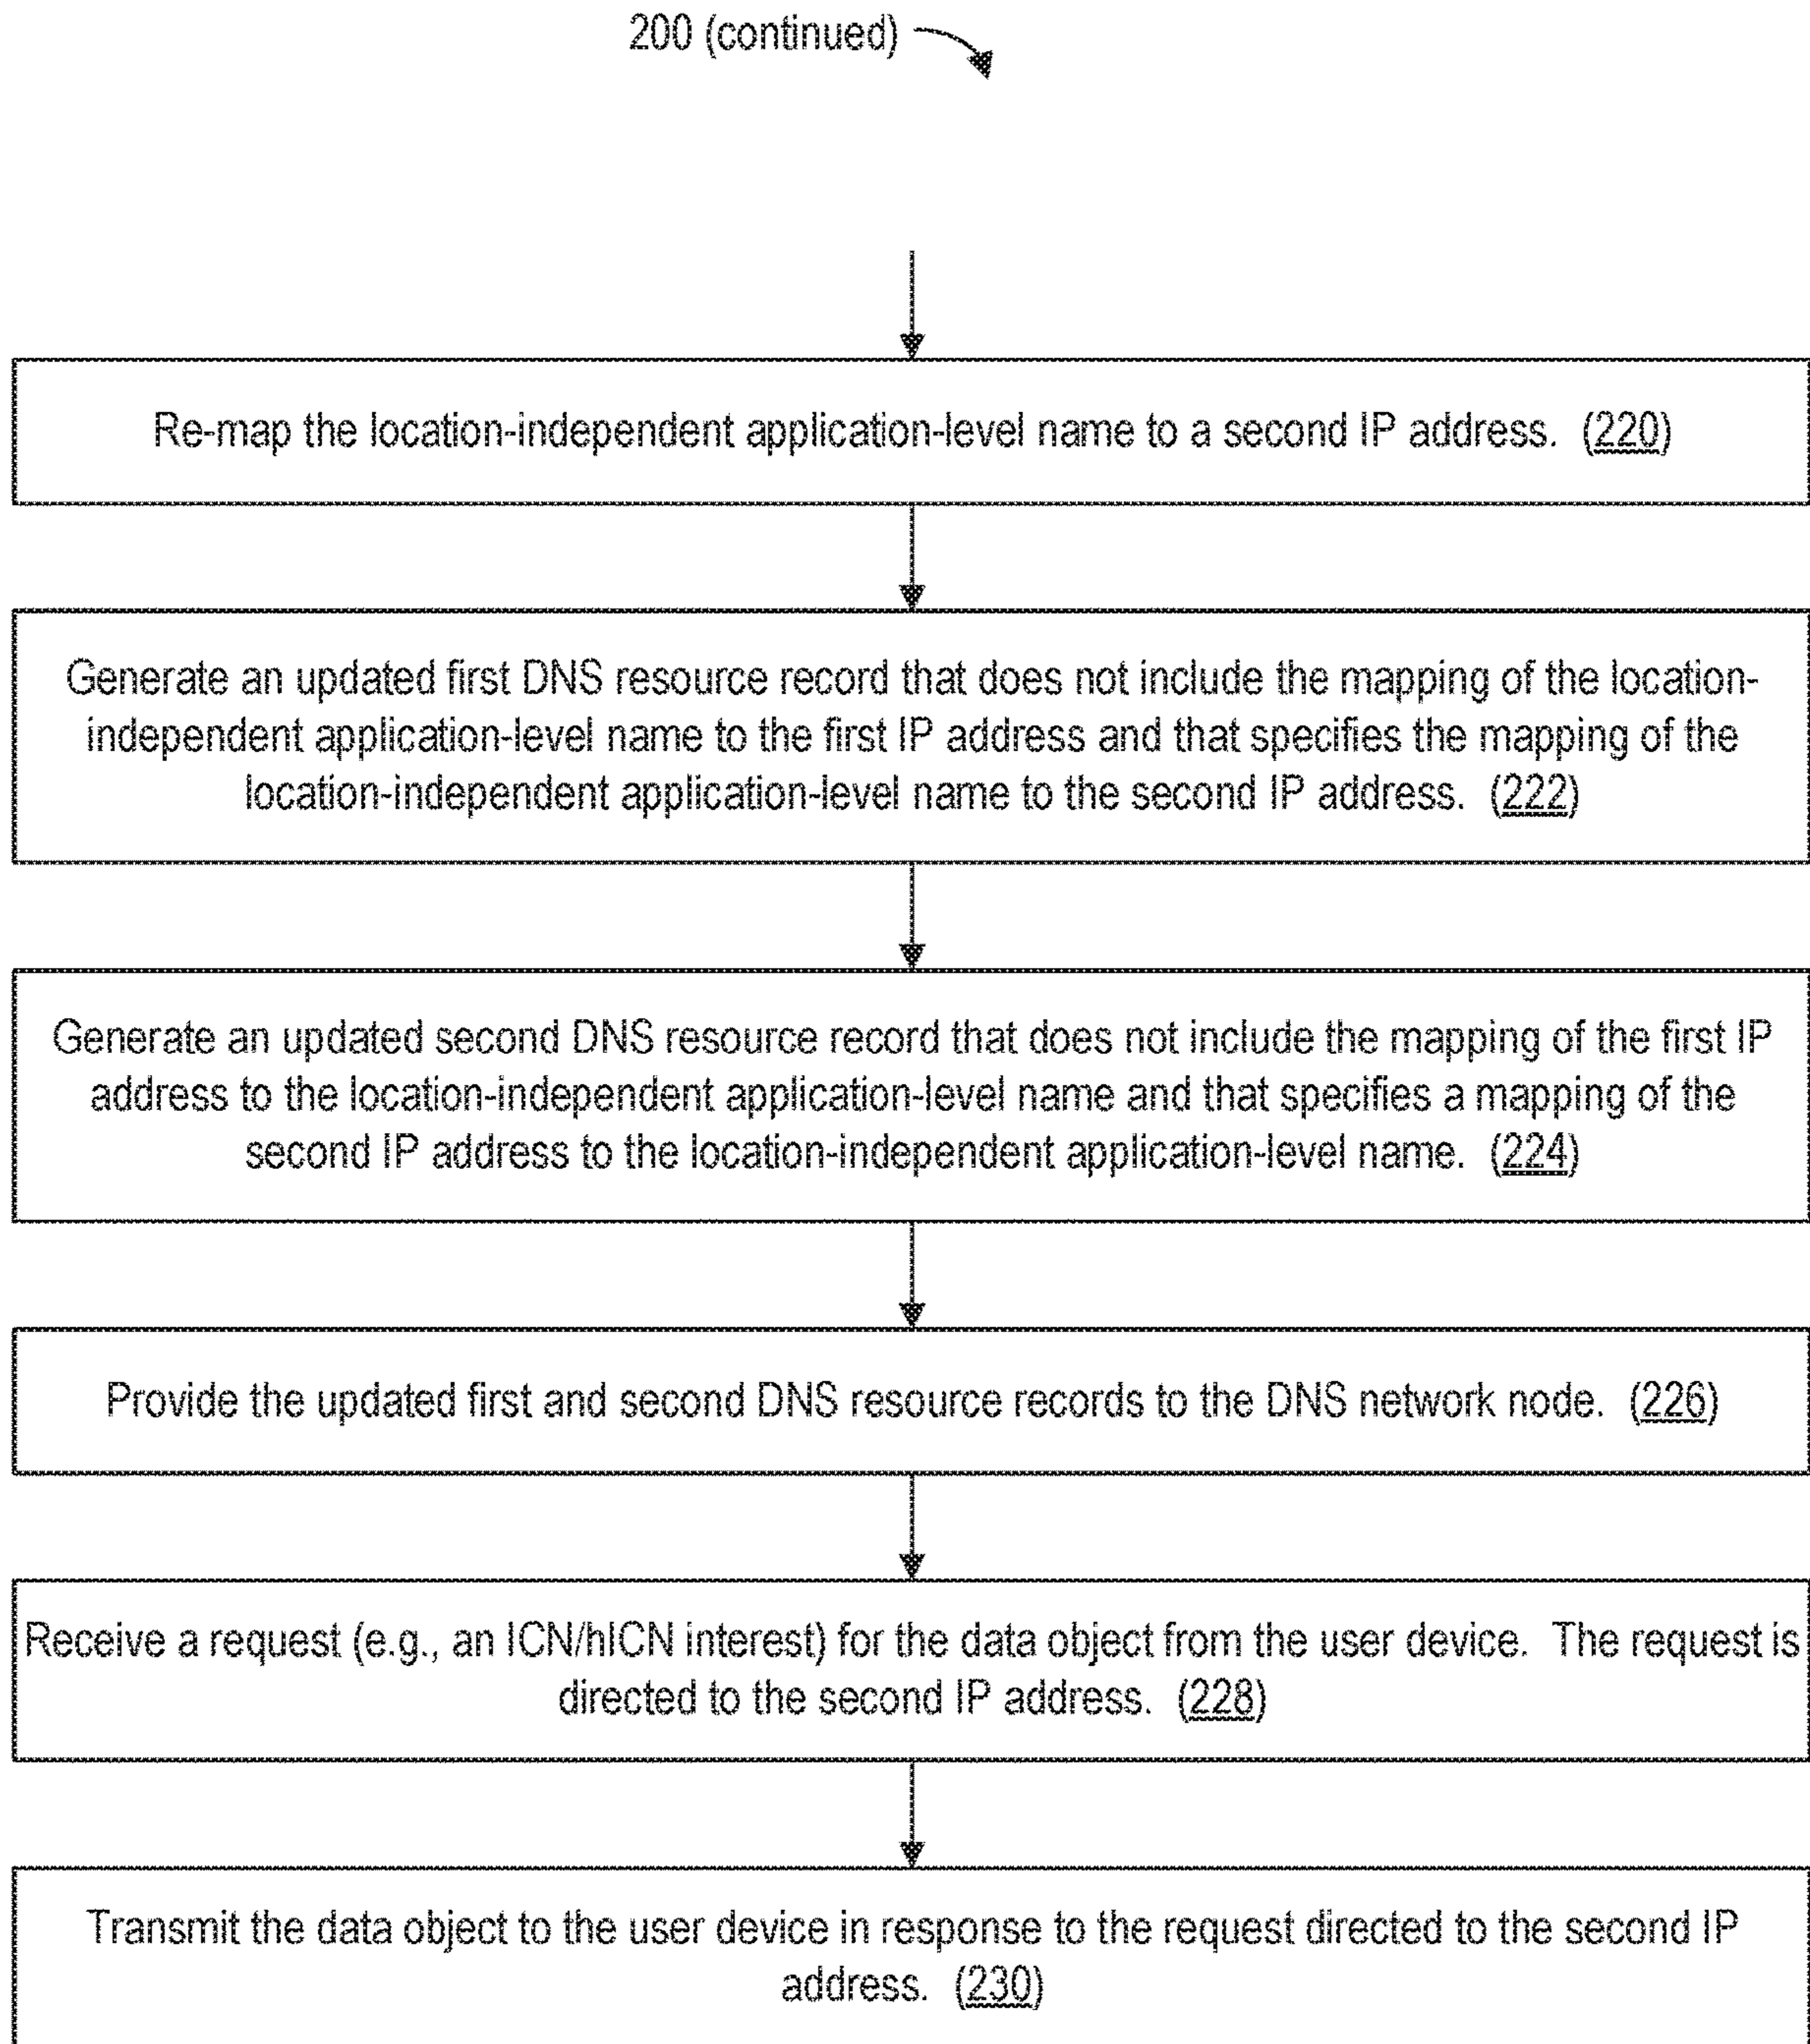 200 (continued)
Re-map the location-independent application-level name to a second IP address. (220)
Generate an updated first DNS resource record that does not include the mapping of the location-
independent application-level name to the first IP address and that specifies the mapping of the
location-independent application-level name to the second IP address. (222)
Generate an updated second DNS resource record that does not include the mapping of the first IP
address to the location-independent application-level name and that specifies a mapping of the
second IP address to the location-independent application-level name. (224)
Provide the updated first and second DNS resource records to the DNS network node. (226)
Receive a request (e.g., an ICN/hICN interest) for the data object from the user device. The request is
directed to the second IP address. (228)
Transmit the data object to the user device in response to the request directed to the second IP
address. (230)